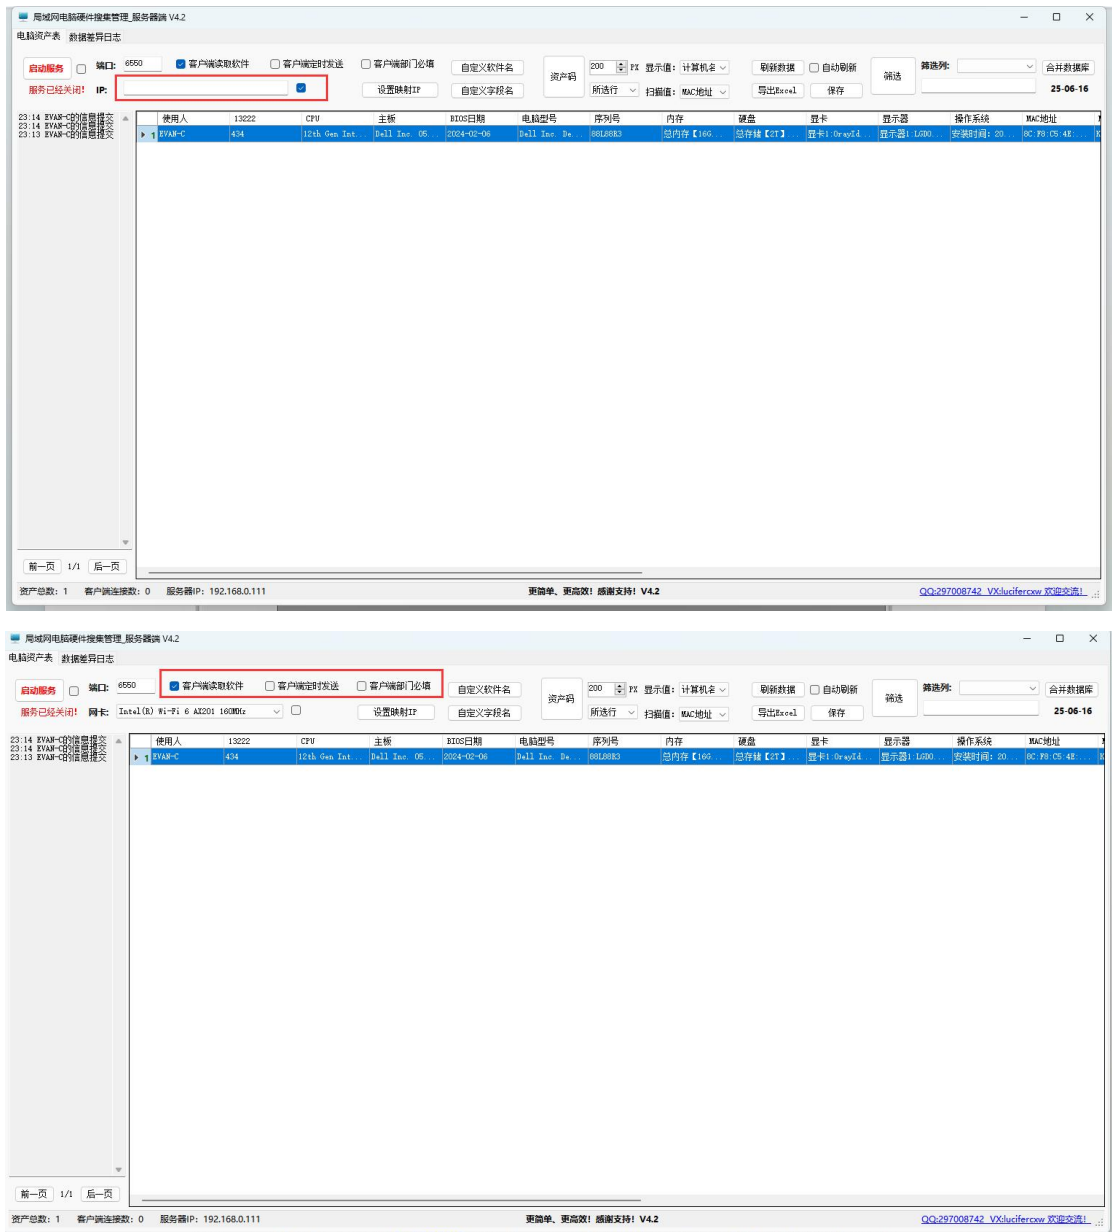 局域网电脑硬件搜集管理_服务器端 V4.2
电脑资产表 数据差异日志
启动服务 端口: 6550 客户端读取软件 客户端定时发送 客户端部门必填 自定义软件名 资产码 200 PX 显示值: 计算机名 刷新数据 自动刷新 筛选 筛选列: 合并数据库
服务已经关闭! IP: 设置映射IP 自定义字段名 所选行 扫描值: MAC地址 导出Excel 保存 25-06-16
使用人 13222 CPU 主板 BIOS日期 电脑型号 序列号 内存 硬盘 显卡 显示器 操作系统 MAC地址
1 EVAN-C 434 12th Gen Int... Dell Inc. 05... 2024-02-06 Dell Inc. De... 总内存【16G... 总存储【2T】... 显卡1:OrayId... 显示器1:LGD0... 安装时间: 20... 8C:F8:C5:4E:...
23:14 EVAN-C的信息提交
23:14 EVAN-C的信息提交
23:13 EVAN-C的信息提交
前一页 1/1 后一页
资产总数: 1 客户端连接数: 0 服务器IP: 192.168.0.111 更简单、更高效! 感谢支持! V4.2 QQ:297008742 VX:lucifercxw 欢迎交流!
局域网电脑硬件搜集管理_服务器端 V4.2
电脑资产表 数据差异日志
启动服务 端口: 6550 客户端读取软件 客户端定时发送 客户端部门必填 自定义软件名 资产码 200 PX 显示值: 计算机名 刷新数据 自动刷新 筛选 筛选列: 合并数据库
服务已经关闭! 网卡: Intel(R) Wi-Fi 6 AX201 160MHz 设置映射IP 自定义字段名 所选行 扫描值: MAC地址 导出Excel 保存 25-06-16
使用人 13222 CPU 主板 BIOS日期 电脑型号 序列号 内存 硬盘 显卡 显示器 操作系统 MAC地址
1 EVAN-C 434 12th Gen Int... Dell Inc. 05... 2024-02-06 Dell Inc. De... 总内存【16G... 总存储【2T】... 显卡1:OrayId... 显示器1:LGD0... 安装时间: 20... 8C:F8:C5:4E:...
23:14 EVAN-C的信息提交
23:14 EVAN-C的信息提交
23:13 EVAN-C的信息提交
前一页 1/1 后一页
资产总数: 1 客户端连接数: 0 服务器IP: 192.168.0.111 更简单、更高效! 感谢支持! V4.2 QQ:297008742 VX:lucifercxw 欢迎交流!